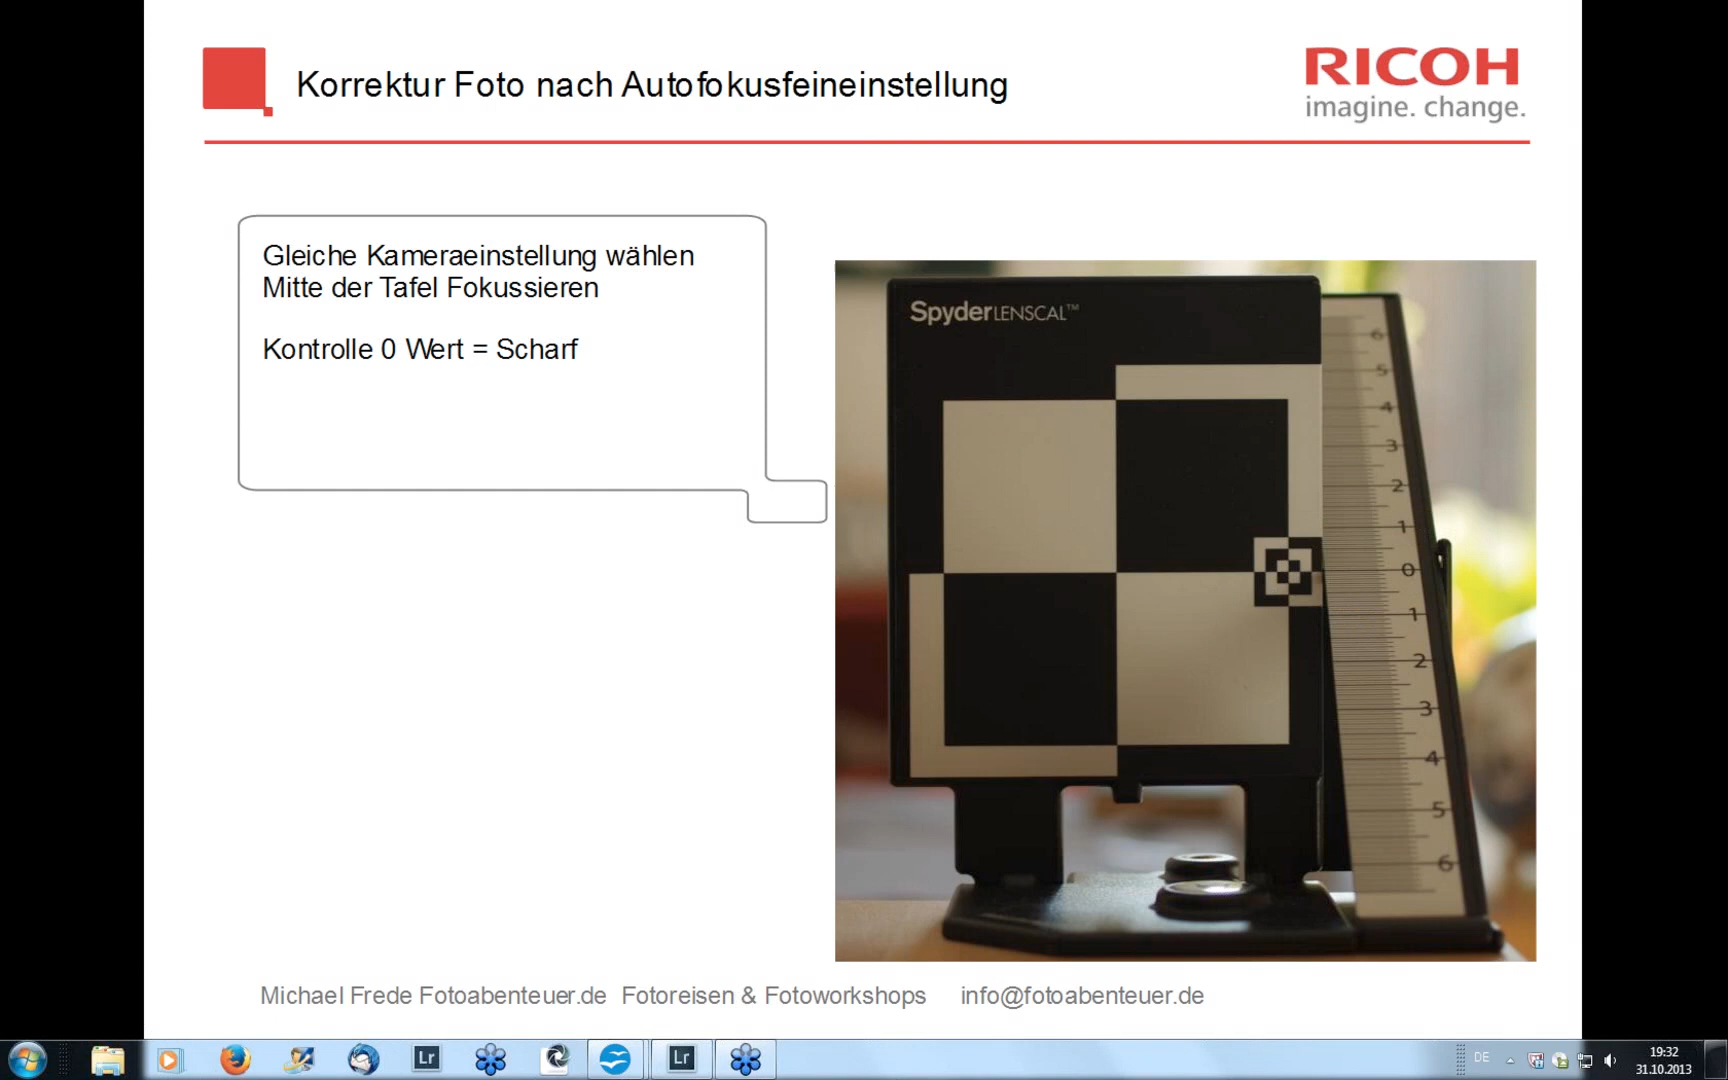 Korrektur Foto nach Autofokusfeineinstellung
RICOH
imagine. change.
Gleiche Kameraeinstellung wählen
Mitte der Tafel Fokussieren
Kontrolle 0 Wert = Scharf
SpyderLENSCAL™
6
5
4
3
2
1
0
1
2
3
4
5
6
Michael Frede Fotoabenteuer.de Fotoreisen & Fotoworkshops info@fotoabenteuer.de
Lr
Lr
DE
19:32
31.10.2013